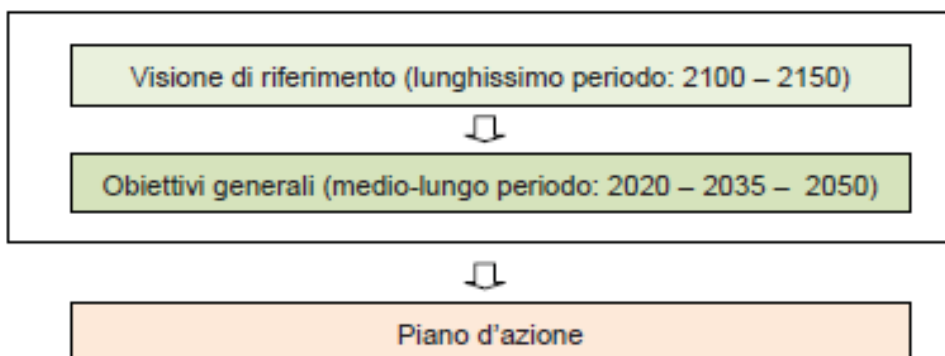 Visione di riferimento (lunghissimo periodo: 2100 – 2150)
Obiettivi generali (medio-lungo periodo: 2020 – 2035 – 2050)
Piano d'azione